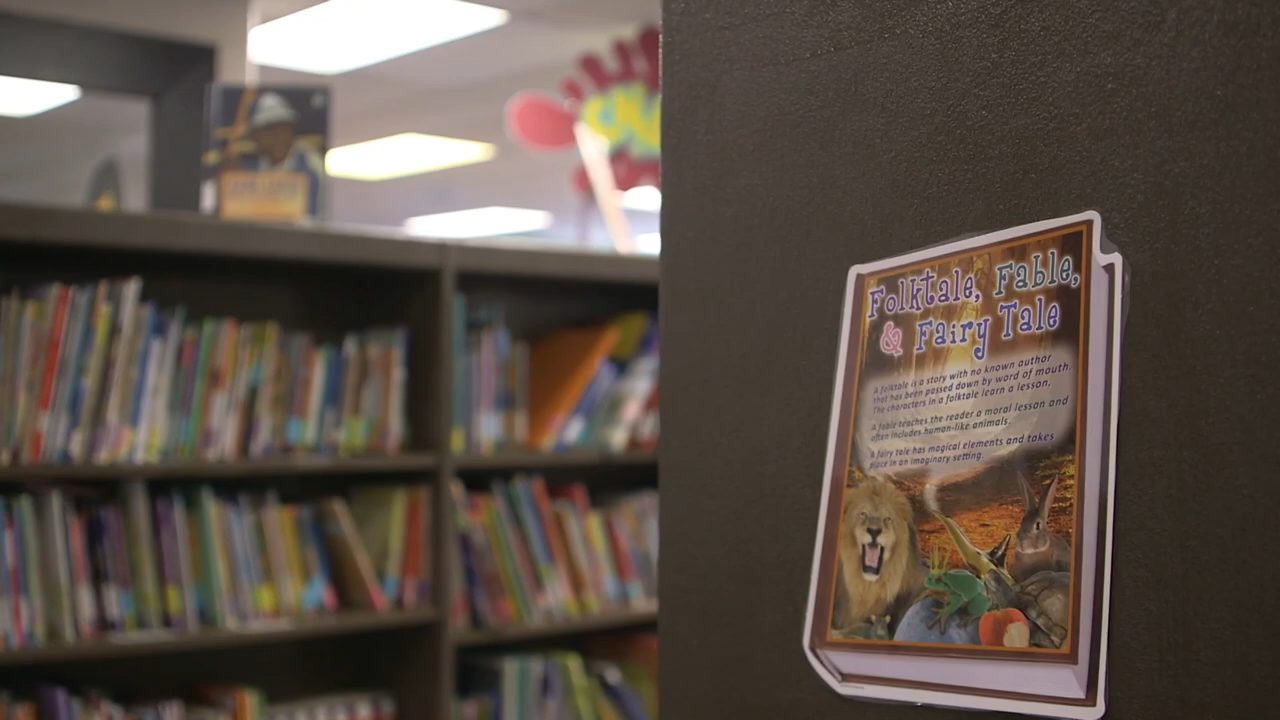 Folktale, Fable,
& Fairy Tale
A folktale is a story with no known author
that has been passed down by word of mouth.
The characters in a folktale learn a lesson.
A fable teaches the reader a moral lesson and
often includes human-like animals.
A fairy tale has magical elements and takes
place in an imaginary setting.